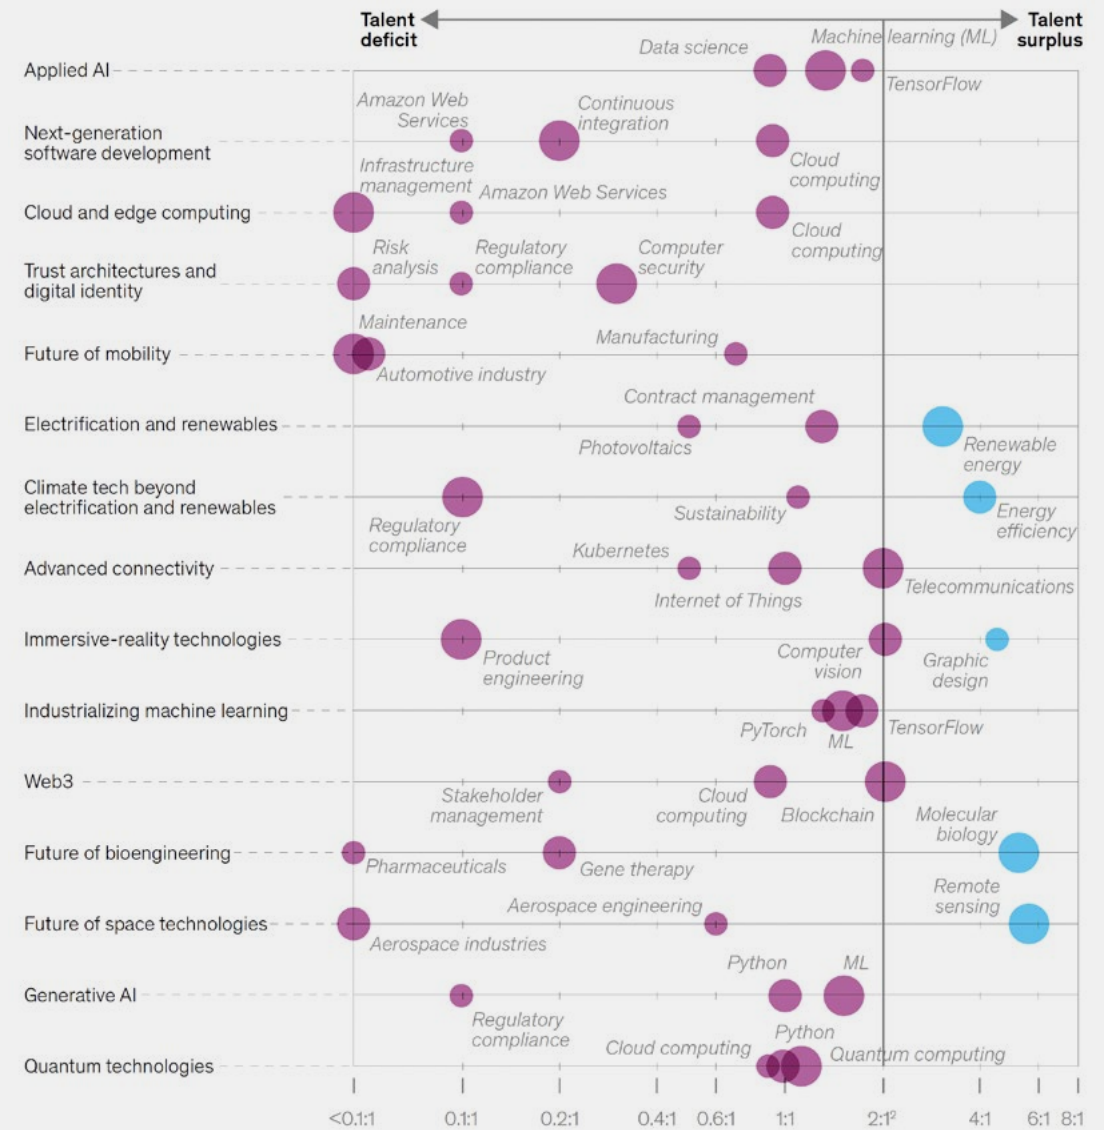 Talent
deficit
Talent
surplus
Data science
Machine learning (ML)
Applied AI
TensorFlow
Amazon Web
Services
Continuous
integration
Next-generation
software development
Cloud
computing
Infrastructure
management
Amazon Web Services
Cloud and edge computing
Cloud
computing
Risk
analysis
Regulatory
compliance
Computer
security
Trust architectures and
digital identity
Maintenance
Manufacturing
Future of mobility
Automotive industry
Contract management
Electrification and renewables
Photovoltaics
Renewable
energy
Climate tech beyond
electrification and renewables
Sustainability
Energy
efficiency
Regulatory
compliance
Kubernetes
Advanced connectivity
Telecommunications
Internet of Things
Immersive-reality technologies
Product
engineering
Computer
vision
Graphic
design
Industrializing machine learning
PyTorch
ML
TensorFlow
Web3
Stakeholder
management
Cloud
computing
Blockchain
Molecular
biology
Future of bioengineering
Pharmaceuticals
Gene therapy
Remote
sensing
Aerospace engineering
Future of space technologies
Aerospace industries
Python
ML
Generative AI
Regulatory
compliance
Python
Cloud computing
Quantum computing
Quantum technologies
<0.1:1
0.1:1
0.2:1
0.4:1
0.6:1
1:1
2:1²
4:1
6:1
8:1